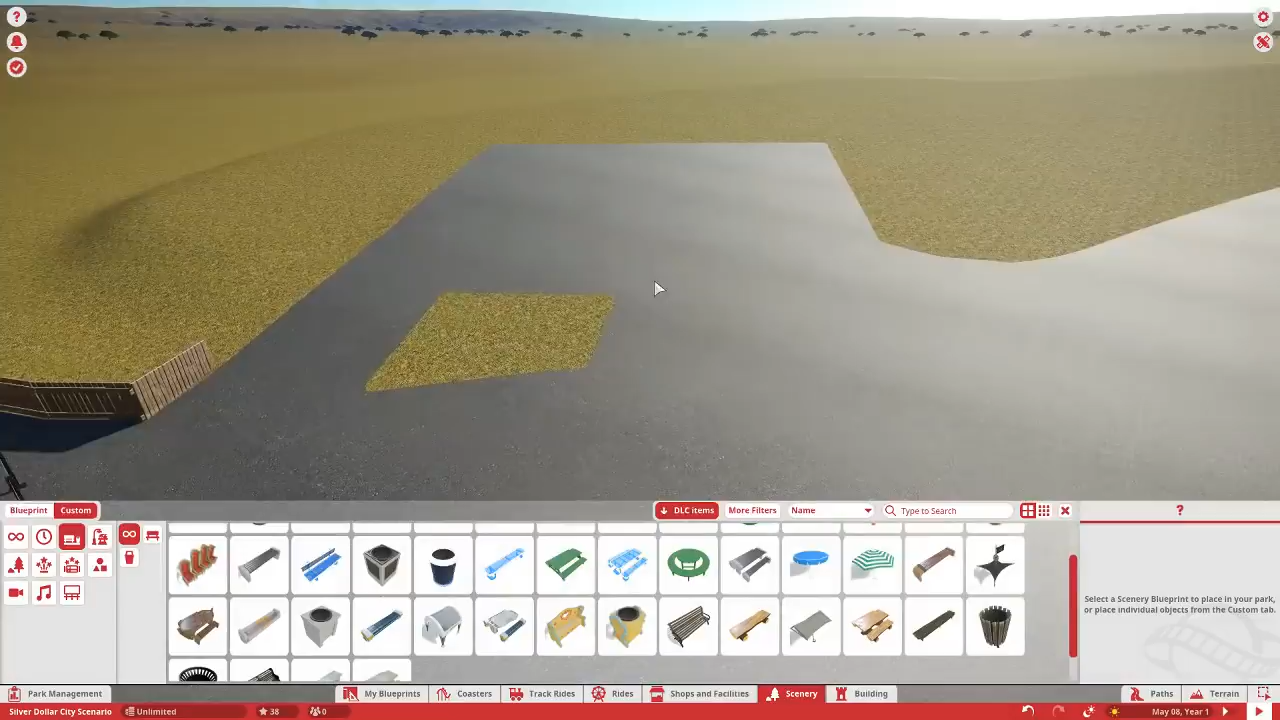 ?
Blueprint
Custom
DLC items
More Filters
Name
Type to Search
?
Select a Scenery Blueprint to place in your park,
or place individual objects from the Custom tab.
Park Management
My Blueprints
Coasters
Track Rides
Rides
Shops and Facilities
Scenery
Building
Paths
Terrain
Silver Dollar City Scenario
Unlimited
38
0
May 08, Year 1